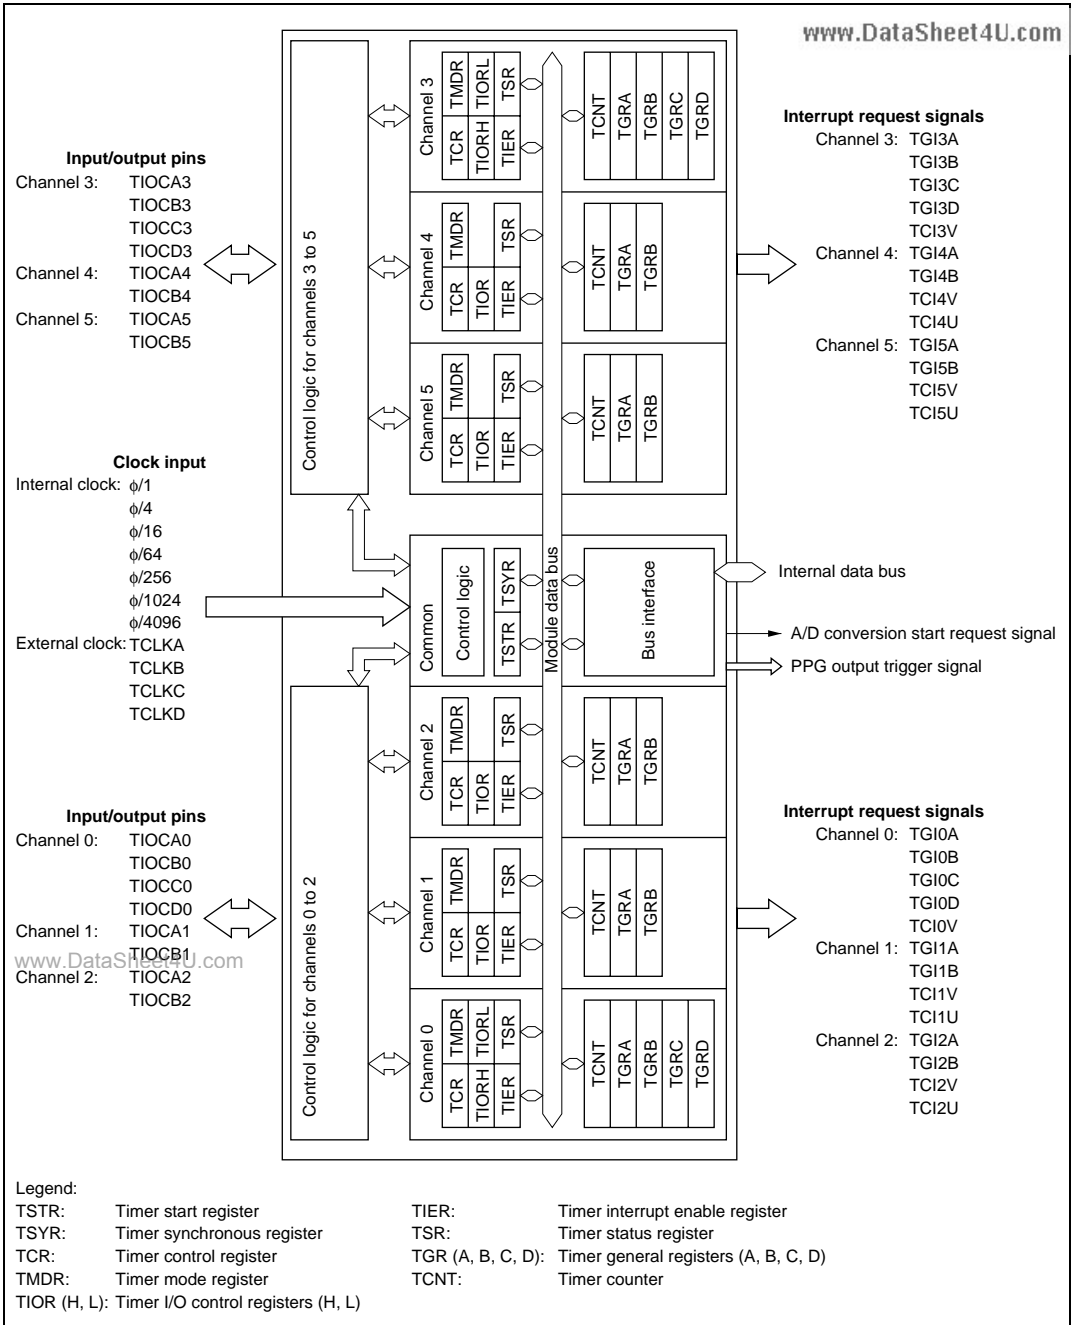 www.DataSheet4U.com
Input/output pins
Channel 3: TIOCA3
TIOCB3
TIOCC3
TIOCD3
Channel 4: TIOCA4
TIOCB4
Channel 5: TIOCA5
TIOCB5
Clock input
Internal clock: ϕ/1
ϕ/4
ϕ/16
ϕ/64
ϕ/256
ϕ/1024
ϕ/4096
External clock: TCLKA
TCLKB
TCLKC
TCLKD
Input/output pins
Channel 0: TIOCA0
TIOCB0
TIOCC0
TIOCD0
Channel 1: TIOCA1
TIOCB1
www.DataSheet4U.com
Channel 2: TIOCA2
TIOCB2
Control logic for channels 3 to 5
Control logic for channels 0 to 2
Channel 3
TCR TMDR
TIORH TIORL
TIER TSR
TCNT
TGRA
TGRB
TGRC
TGRD
Channel 4
TCR TMDR
TIOR
TIER TSR
TCNT
TGRA
TGRB
Channel 5
TCR TMDR
TIOR
TIER TSR
TCNT
TGRA
TGRB
Common
Control logic
TSTR TSYR
Module data bus
Bus interface
Channel 2
TCR TMDR
TIOR
TIER TSR
TCNT
TGRA
TGRB
Channel 1
TCR TMDR
TIOR
TIER TSR
TCNT
TGRA
TGRB
Channel 0
TCR TMDR
TIORH TIORL
TIER TSR
TCNT
TGRA
TGRB
TGRC
TGRD
Interrupt request signals
Channel 3: TGI3A
TGI3B
TGI3C
TGI3D
TCI3V
Channel 4: TGI4A
TGI4B
TCI4V
TCI4U
Channel 5: TGI5A
TGI5B
TCI5V
TCI5U
Internal data bus
A/D conversion start request signal
PPG output trigger signal
Interrupt request signals
Channel 0: TGI0A
TGI0B
TGI0C
TGI0D
TCI0V
Channel 1: TGI1A
TGI1B
TCI1V
TCI1U
Channel 2: TGI2A
TGI2B
TCI2V
TCI2U
Legend:
TSTR: Timer start register
TSYR: Timer synchronous register
TCR: Timer control register
TMDR: Timer mode register
TIOR (H, L): Timer I/O control registers (H, L)
TIER: Timer interrupt enable register
TSR: Timer status register
TGR (A, B, C, D): Timer general registers (A, B, C, D)
TCNT: Timer counter